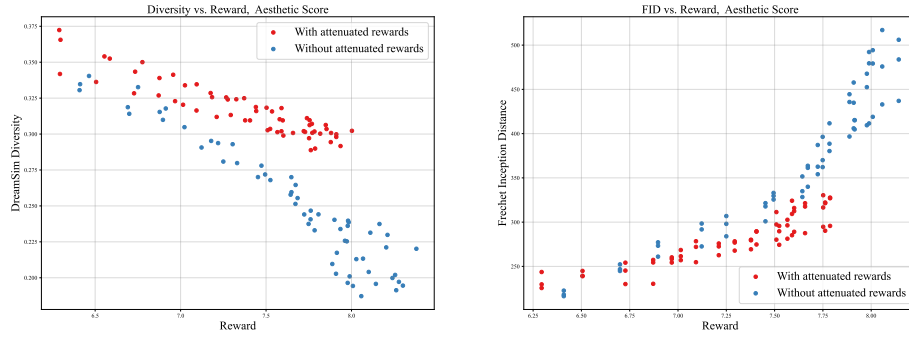 Diversity vs. Reward, Aesthetic Score
0.375
0.350
0.325
0.300
0.275
0.250
0.225
0.200
DreamSim Diversity
With attenuated rewards
Without attenuated rewards
6.5
7.0
7.5
8.0
Reward
FID vs. Reward, Aesthetic Score
500
450
400
350
300
250
Frechet Inception Distance
With attenuated rewards
Without attenuated rewards
6.25
6.50
6.75
7.00
7.25
7.50
7.75
8.00
Reward